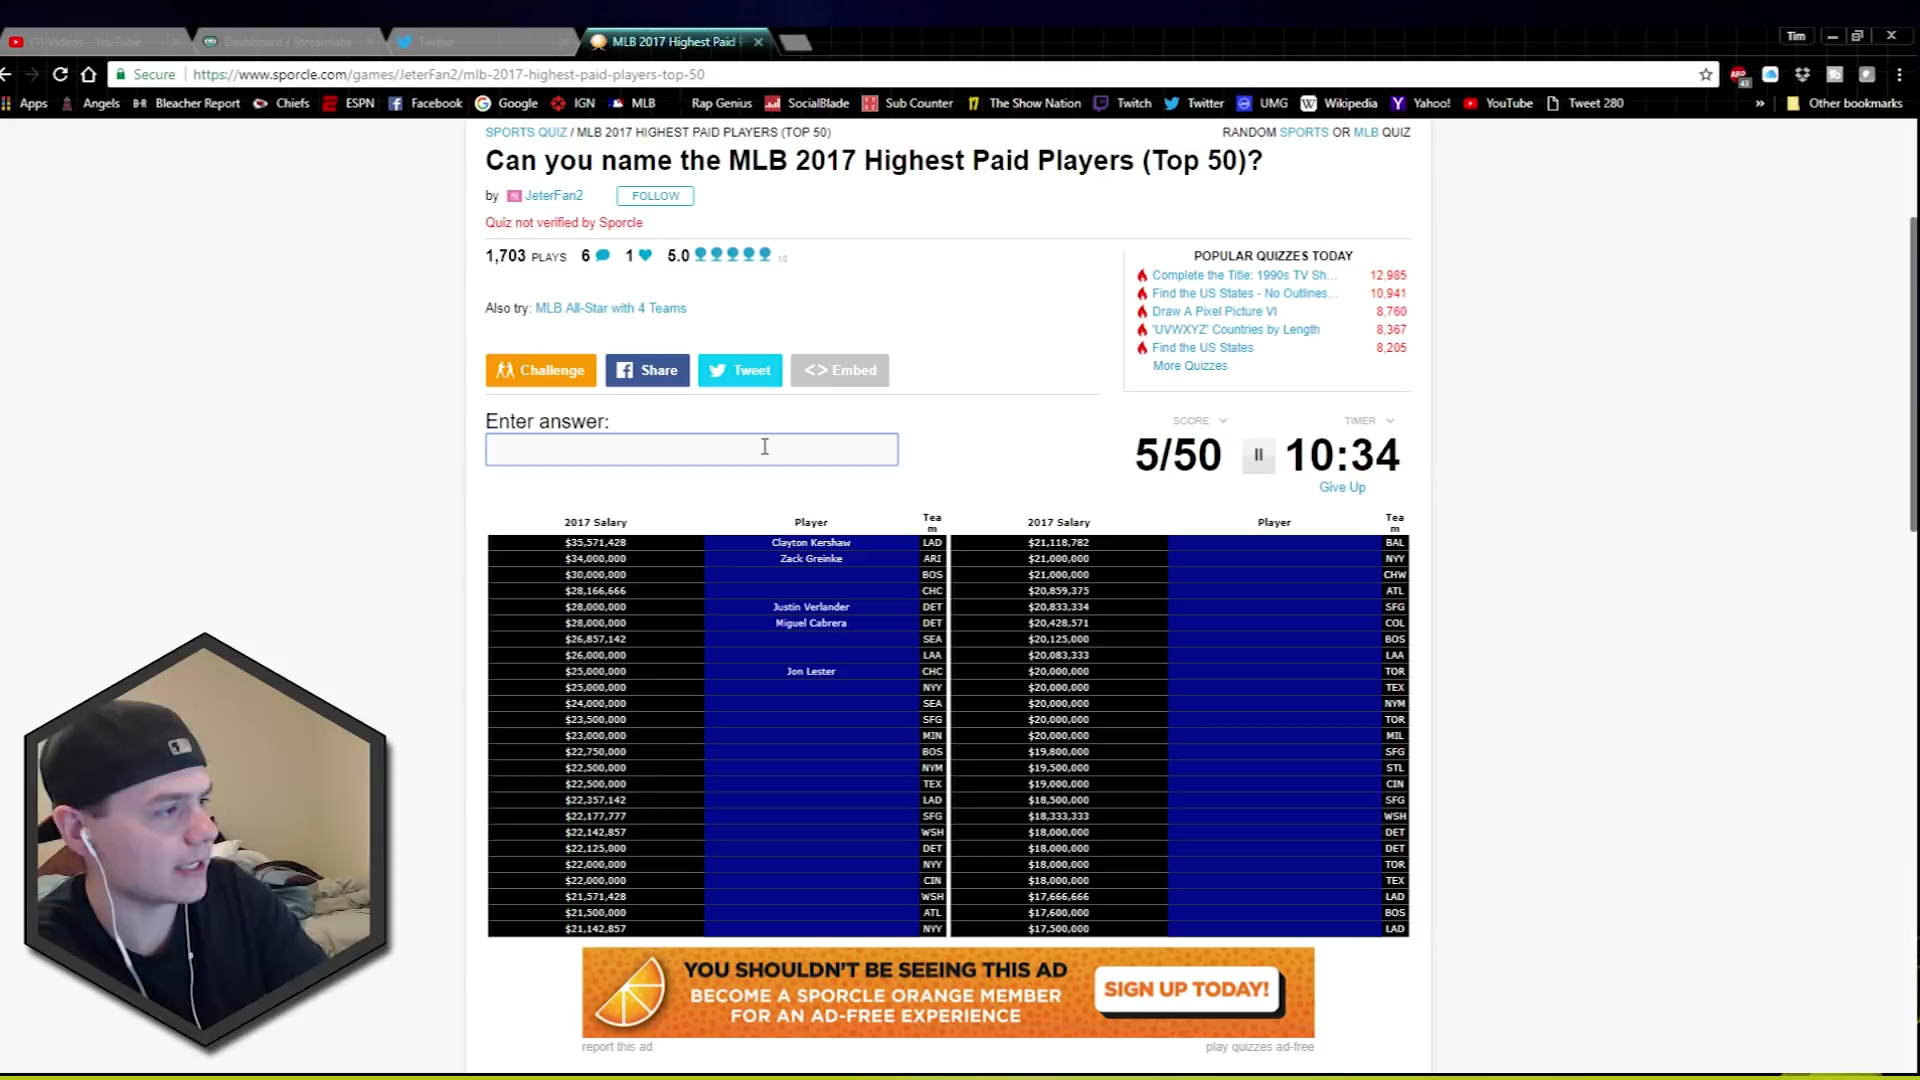 (1) Videos - YouTube
Dashboard | Streamlabs
Twitter
MLB 2017 Highest Paid P
Tim
Secure
https://www.sporcle.com/games/JeterFan2/mlb-2017-highest-paid-players-top-50
Apps
Angels
B-R Bleacher Report
Chiefs
ESPN
Facebook
Google
IGN
MLB
Rap Genius
SocialBlade
Sub Counter
The Show Nation
Twitch
Twitter
UMG
Wikipedia
Yahoo!
YouTube
Tweet 280
»
Other bookmarks
SPORTS QUIZ / MLB 2017 HIGHEST PAID PLAYERS (TOP 50)
RANDOM SPORTS OR MLB QUIZ
Can you name the MLB 2017 Highest Paid Players (Top 50)?
by JeterFan2
FOLLOW
Quiz not verified by Sporcle
1,703 PLAYS 6 1 5.0 10
POPULAR QUIZZES TODAY
Complete the Title: 1990s TV Sh... 12,985
Find the US States - No Outlines... 10,941
Draw A Pixel Picture VI 8,760
'UVWXYZ' Countries by Length 8,367
Find the US States 8,205
More Quizzes
Also try: MLB All-Star with 4 Teams
Challenge
Share
Tweet
<> Embed
Enter answer:
SCORE
TIMER
5/50
10:34
Give Up
2017 Salary Player Team 2017 Salary Player Team
$35,571,428 Clayton Kershaw LAD $21,118,782 BAL
$34,000,000 Zack Greinke ARI $21,000,000 NYY
$30,000,000 BOS $21,000,000 CHW
$28,166,666 CHC $20,859,375 ATL
$28,000,000 Justin Verlander DET $20,833,334 SFG
$28,000,000 Miguel Cabrera DET $20,428,571 COL
$26,857,142 SEA $20,125,000 BOS
$26,000,000 LAA $20,083,333 LAA
$25,000,000 Jon Lester CHC $20,000,000 TOR
$25,000,000 NYY $20,000,000 TEX
$24,000,000 SEA $20,000,000 NYM
$23,500,000 SFG $20,000,000 TOR
$23,000,000 MIN $20,000,000 MIL
$22,750,000 BOS $19,800,000 SFG
$22,500,000 NYM $19,500,000 STL
$22,500,000 TEX $19,000,000 CIN
$22,357,142 LAD $18,500,000 SFG
$22,177,777 SFG $18,333,333 WSH
$22,142,857 WSH $18,000,000 DET
$22,125,000 DET $18,000,000 DET
$22,000,000 NYY $18,000,000 TOR
$22,000,000 CIN $18,000,000 TEX
$21,571,428 WSH $17,666,666 LAD
$21,500,000 ATL $17,600,000 BOS
$21,142,857 NYY $17,500,000 LAD
YOU SHOULDN'T BE SEEING THIS AD
BECOME A SPORCLE ORANGE MEMBER
FOR AN AD-FREE EXPERIENCE
SIGN UP TODAY!
report this ad
play quizzes ad-free